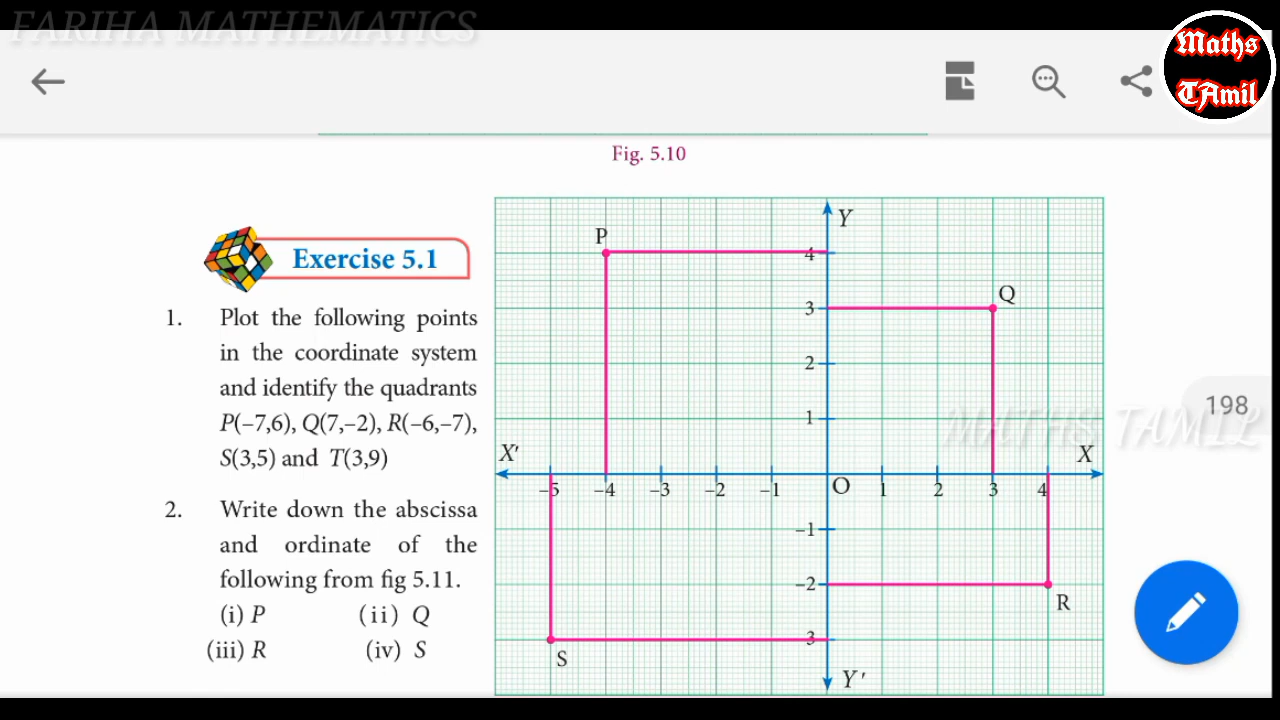 FARIHA MATHEMATICS
Maths
TAmil
Fig. 5.10
Exercise 5.1
1. Plot the following points
in the coordinate system
and identify the quadrants
P(–7,6), Q(7,–2), R(–6,–7),
S(3,5) and T(3,9)
2. Write down the abscissa
and ordinate of the
following from fig 5.11.
(i) P (ii) Q
(iii) R (iv) S
Y
P
4
Q
3
2
198
1
MATHS TAMIL
X′ X
–5 –4 –3 –2 –1 O 1 2 3 4
–1
–2
R
3
S
Y′